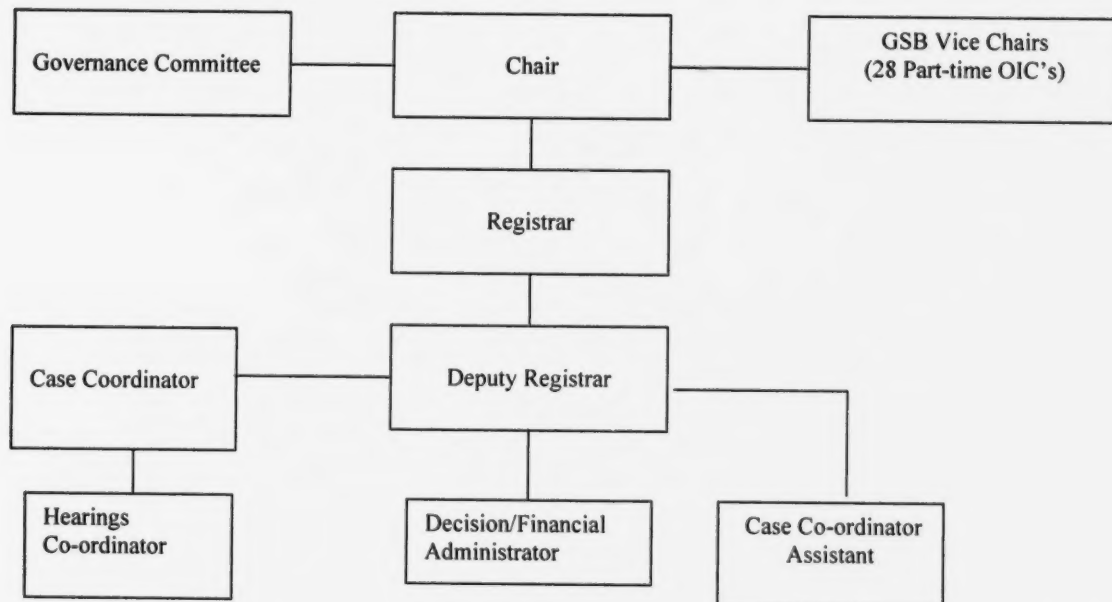 Governance Committee
Chair
GSB Vice Chairs
(28 Part-time OIC's)
Registrar
Case Coordinator
Deputy Registrar
Hearings
Co-ordinator
Decision/Financial
Administrator
Case Co-ordinator
Assistant